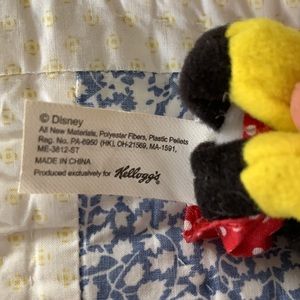 © Disney
All New Materials, Polyester Fibers, Plastic Pellets
Reg. No. PA-6950 (HK), OH-21569, MA-1591,
ME-3812-ST
MADE IN CHINA
Produced exclusively for Kellogg's